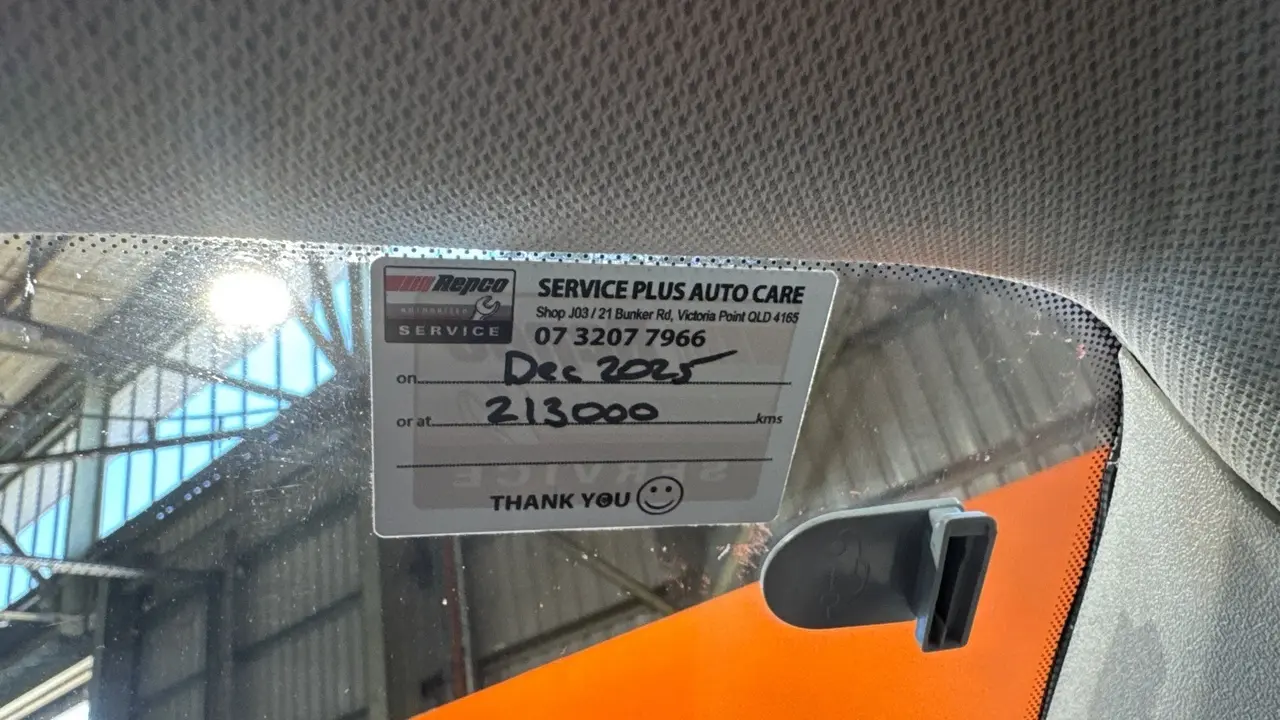 Repco
AUTHORISED
SERVICE
SERVICE PLUS AUTO CARE
Shop J03 / 21 Bunker Rd, Victoria Point QLD 4165
07 3207 7966
on Dec 2025
or at 213000 kms
THANK YOU
SERVICE